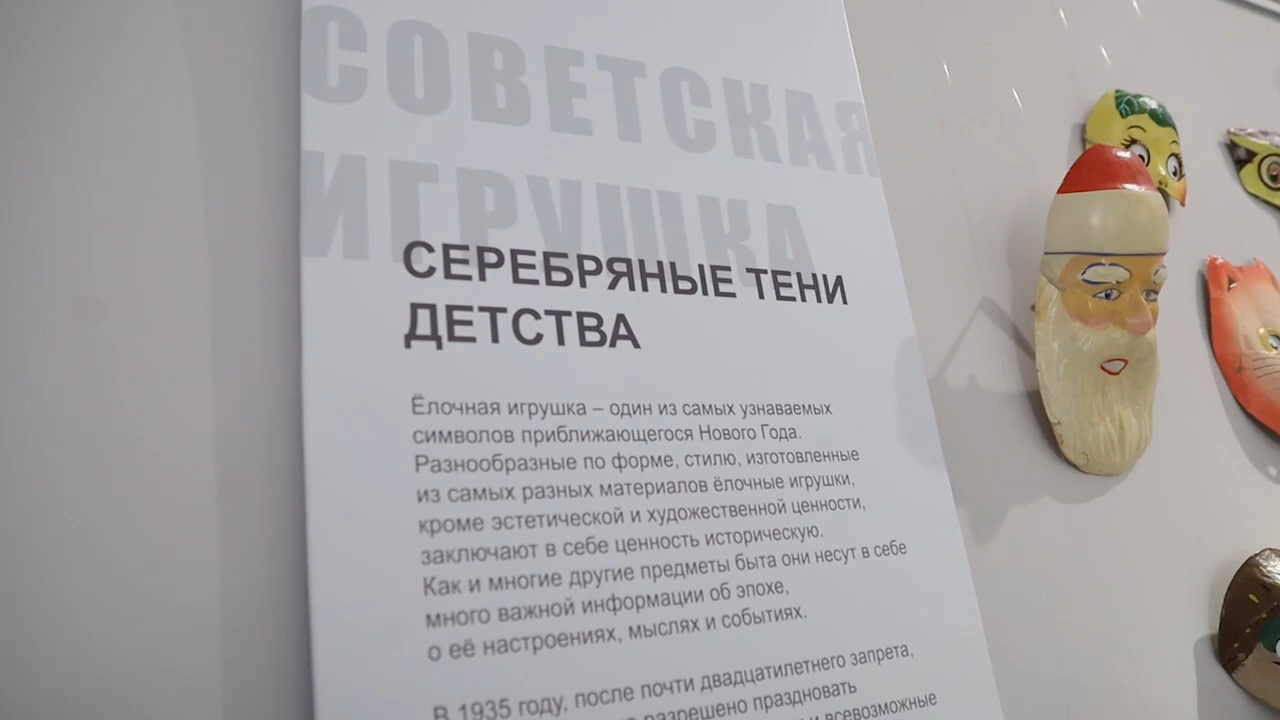 СОВЕТСКАЯ
ИГРУШКА
СЕРЕБРЯНЫЕ ТЕНИ
ДЕТСТВА
Ёлочная игрушка – один из самых узнаваемых
символов приближающегося Нового Года.
Разнообразные по форме, стилю, изготовленные
из самых разных материалов ёлочные игрушки,
кроме эстетической и художественной ценности,
заключают в себе ценность историческую.
Как и многие другие предметы быта они несут в себе
много важной информации об эпохе,
о её настроениях, мыслях и событиях.
В 1935 году, после почти двадцатилетнего запрета,
разрешено праздновать
и всевозможные